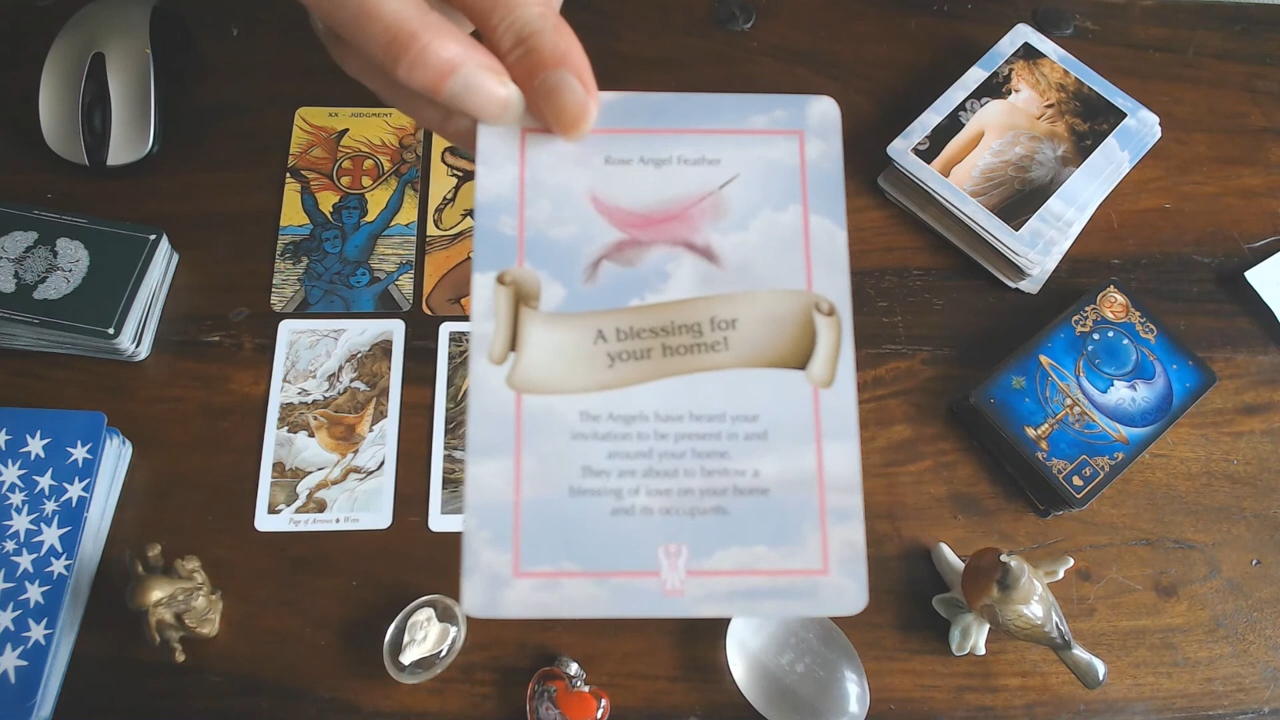 XX - JUDGMENT
Rose Angel Feather
A blessing for
your home!
The Angels have heard your
invitation to be present in and
around your home.
They are about to bestow a
blessing of love on your home
and its occupants.
Page of Arrows Wren
32
8